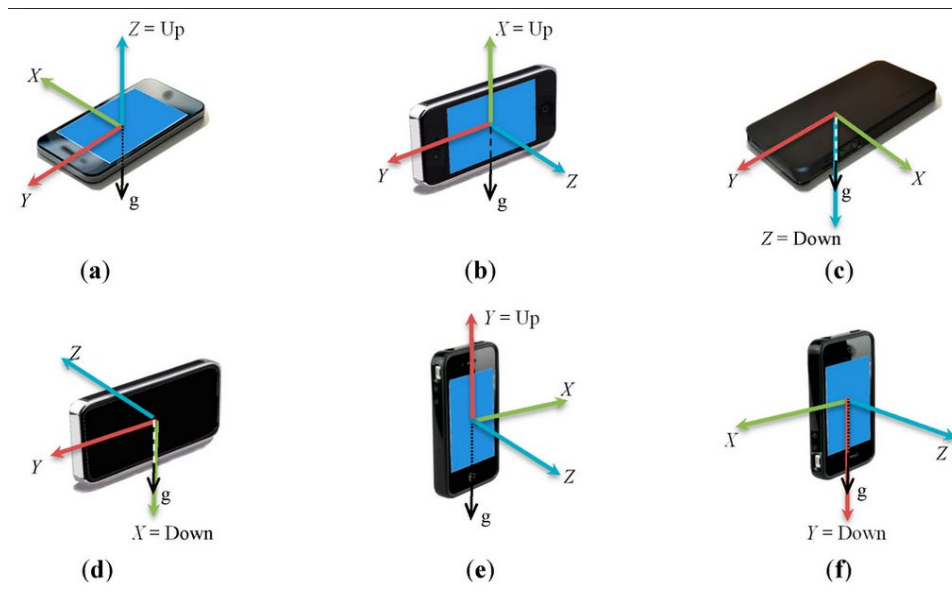 Z = Up
X
Y
g
(a)
X = Up
Y
Z
g
(b)
Y
X
g
Z = Down
(c)
Z
Y
g
X = Down
(d)
Y = Up
X
Z
g
(e)
X
Z
g
Y = Down
(f)